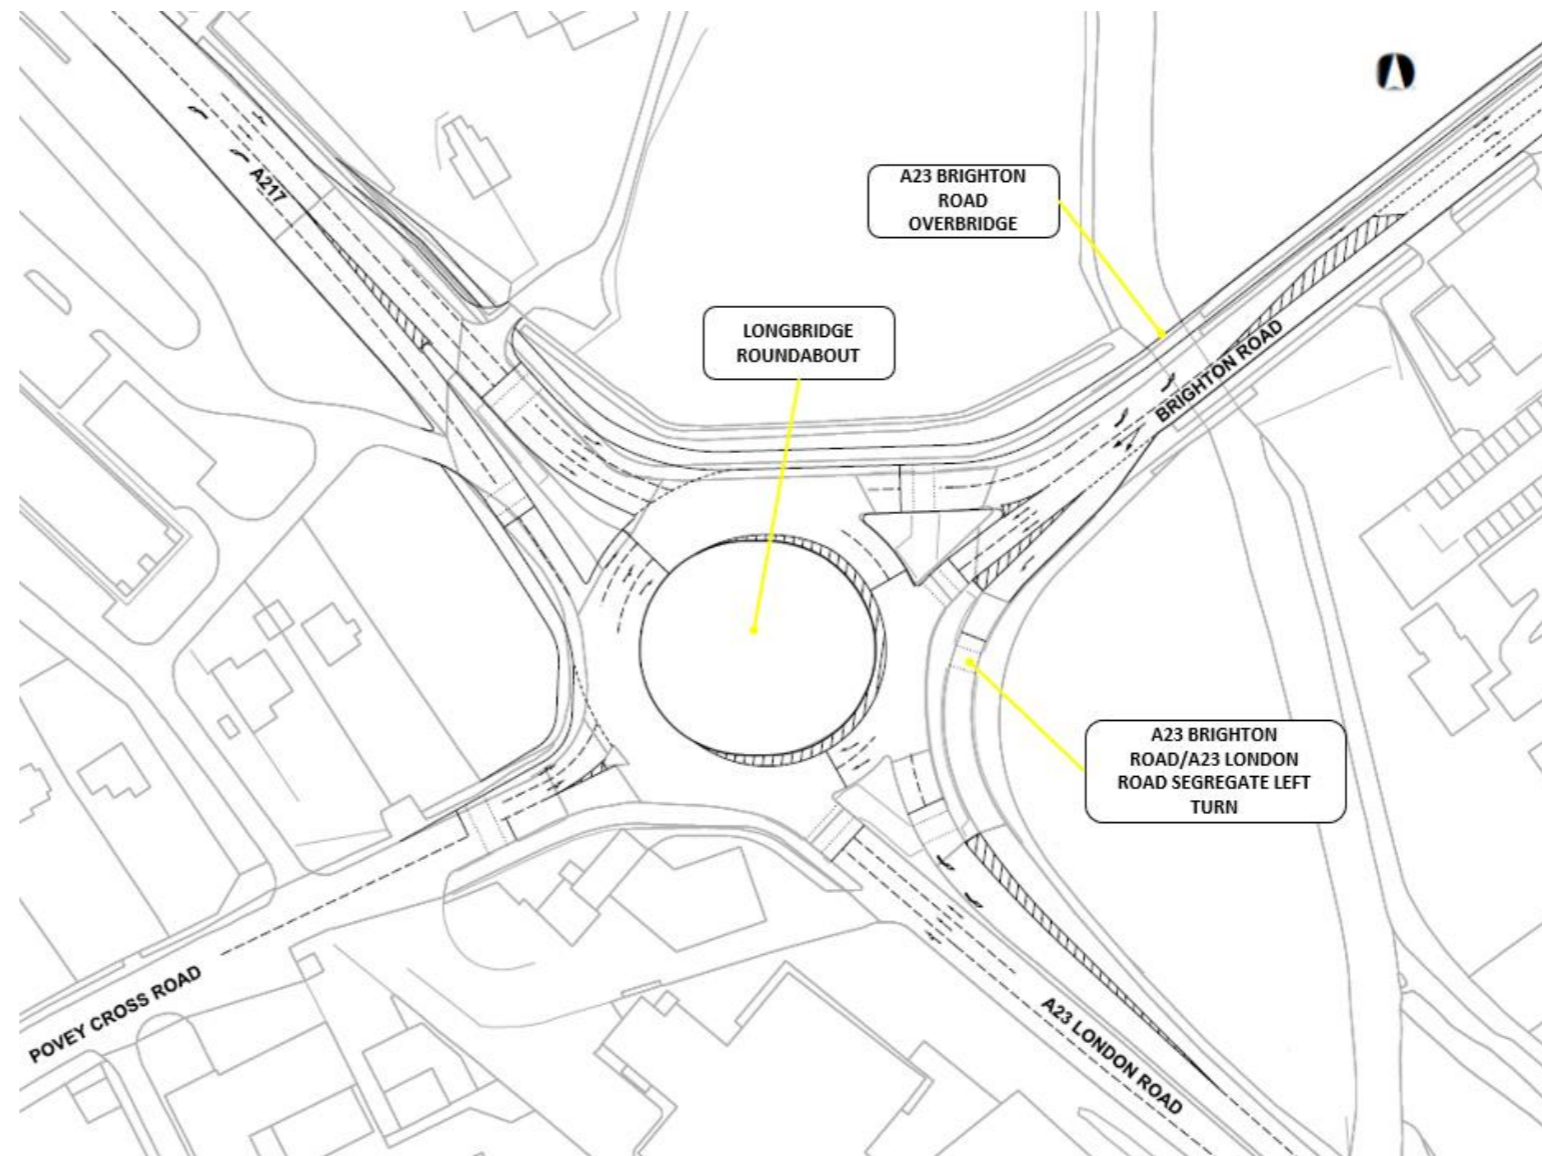 A217
A23 BRIGHTON
ROAD
OVERBRIDGE
LONGBRIDGE
ROUNDABOUT
BRIGHTON ROAD
A23 BRIGHTON
ROAD/A23 LONDON
ROAD SEGREGATE LEFT
TURN
POVEY CROSS ROAD
A23 LONDON ROAD